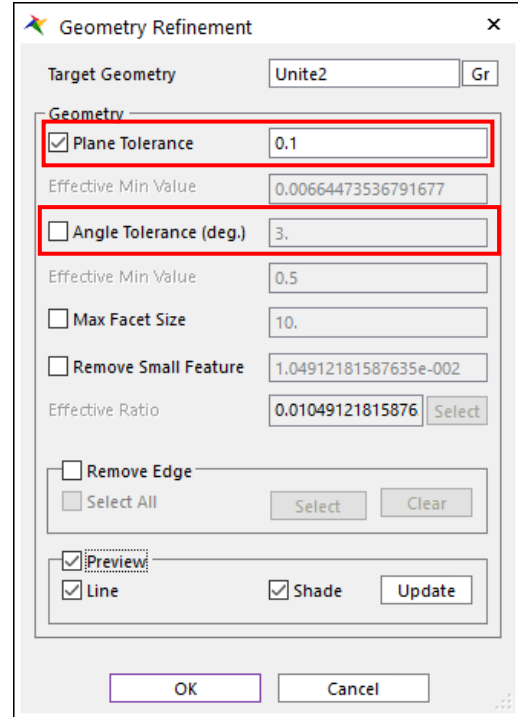 Geometry Refinement
Target Geometry Unite2 Gr
Geometry
Plane Tolerance 0.1
Effective Min Value 0.00664473536791677
Angle Tolerance (deg.) 3.
Effective Min Value 0.5
Max Facet Size 10.
Remove Small Feature 1.04912181587635e-002
Effective Ratio 0.01049121815876 Select
Remove Edge
Select All Select Clear
Preview
Line Shade Update
OK Cancel